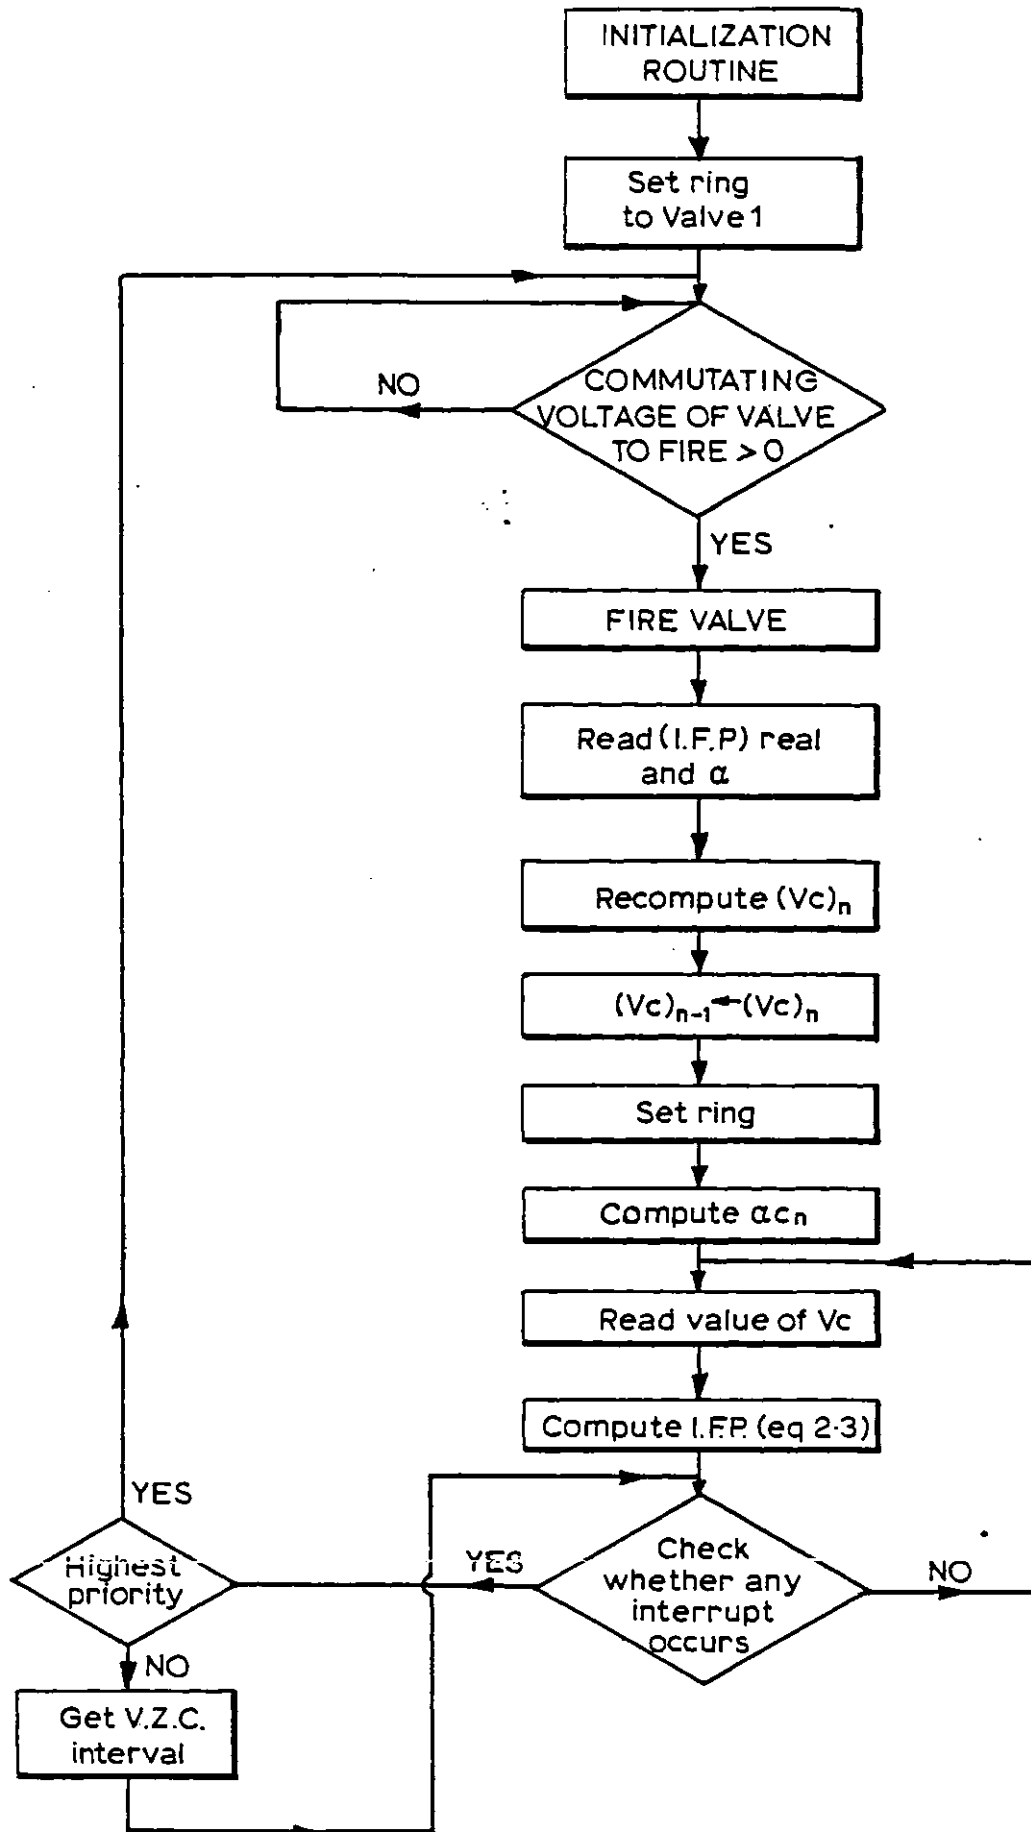 INITIALIZATION
ROUTINE
Set ring
to Valve 1
NO
COMMUTATING
VOLTAGE OF VALVE
TO FIRE > 0
YES
FIRE VALVE
Read (I.F.P) real
and α
Recompute (Vc)n
(Vc)n-1 ← (Vc)n
Set ring
Compute αcn
Read value of Vc
Compute I.F.P. (eq 2·3)
YES
Highest
priority
YES
Check
whether any
interrupt
occurs
NO
NO
Get V.Z.C.
interval